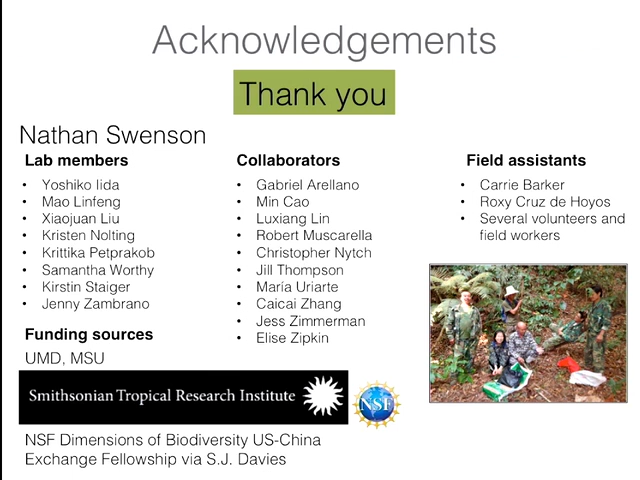 Acknowledgements
Thank you
Nathan Swenson
Lab members
• Yoshiko Iida
• Mao Linfeng
• Xiaojuan Liu
• Kristen Nolting
• Krittika Petprakob
• Samantha Worthy
• Kirstin Staiger
• Jenny Zambrano
Funding sources
UMD, MSU
Smithsonian Tropical Research Institute
NSF
NSF Dimensions of Biodiversity US-China
Exchange Fellowship via S.J. Davies
Collaborators
• Gabriel Arellano
• Min Cao
• Luxiang Lin
• Robert Muscarella
• Christopher Nytch
• Jill Thompson
• María Uriarte
• Caicai Zhang
• Jess Zimmerman
• Elise Zipkin
Field assistants
• Carrie Barker
• Roxy Cruz de Hoyos
• Several volunteers and
field workers